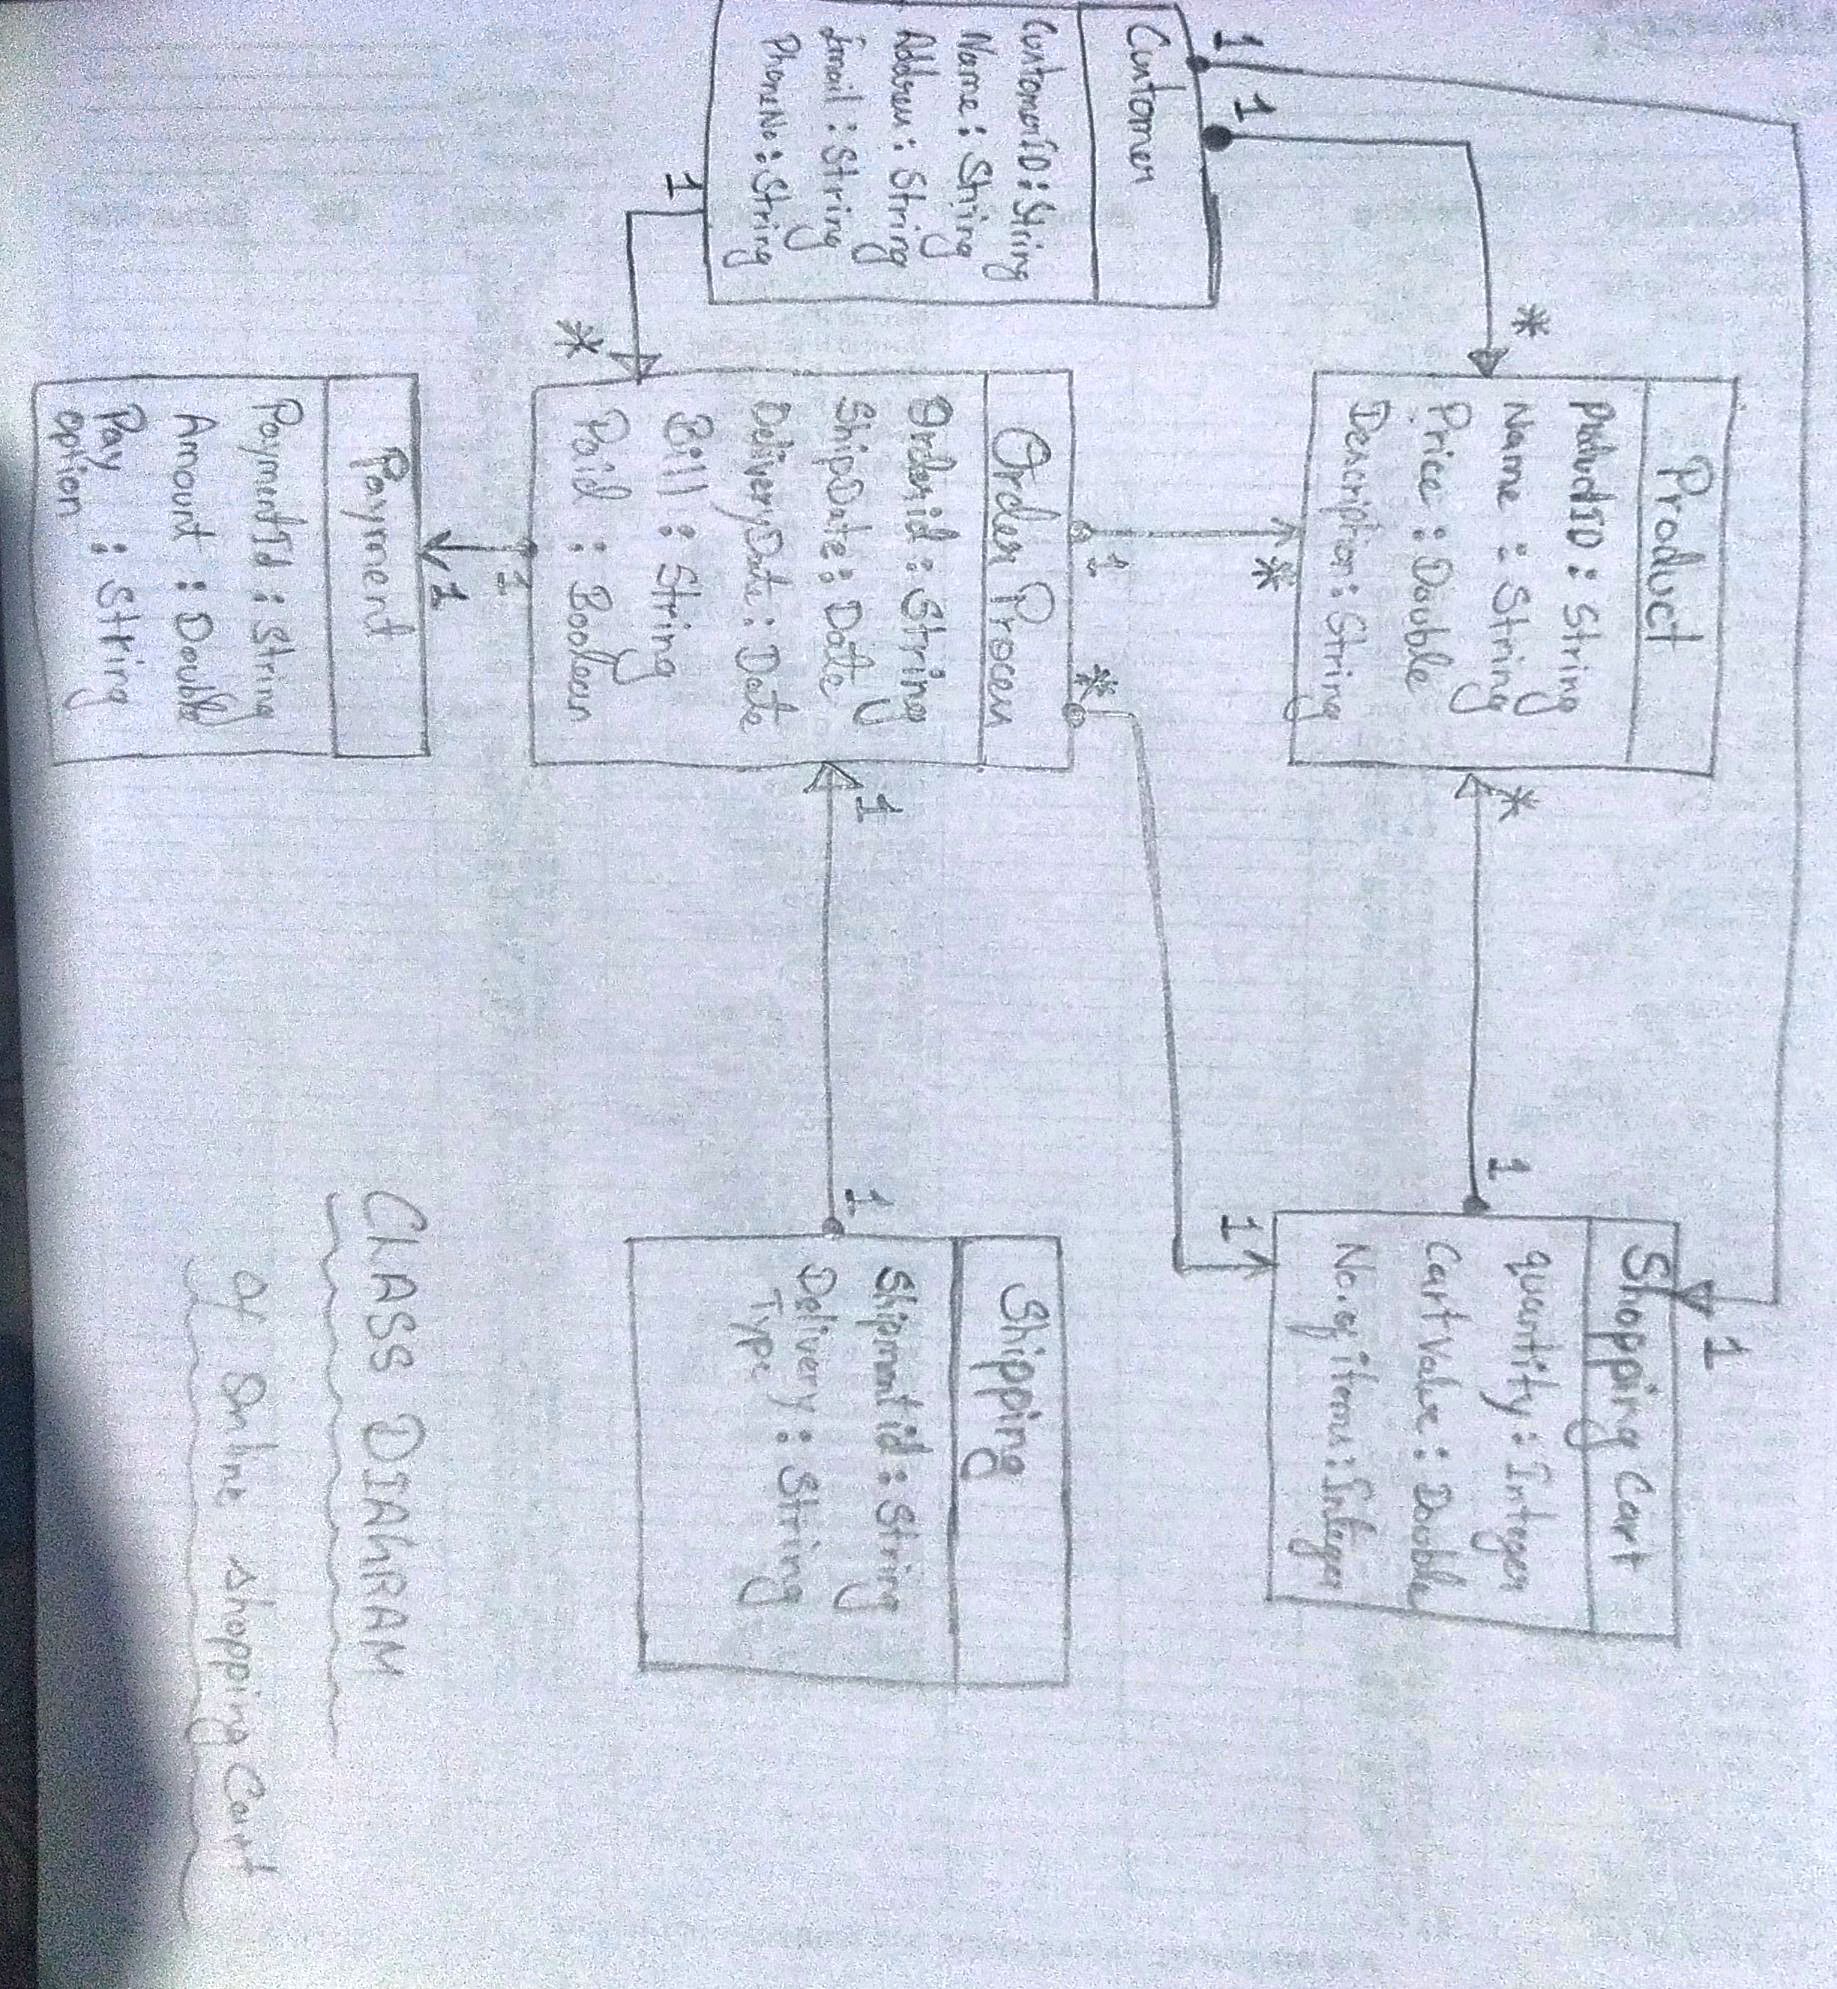 Customer
CustomerID : String
Name : String
Address : String
Email : String
PhoneNo : String
1
1
1
*
Product
ProductID : String
Name : String
Price : Double
Description : String
*
*
1
1
Shopping Cart
quantity : Integer
Cart Value : Double
No. of items : Integer
1
1
*
Order Process
Orderid : String
ShipDate : Date
DeliveryDate : Date
Bill : String
Paid : Boolean
*
1
1
Shipping
Shipment id : String
Delivery : String
Type
1
1
Payment
PaymentId : String
Amount : Double
Pay : String
option
CLASS DIAGRAM
of Online shopping Cart